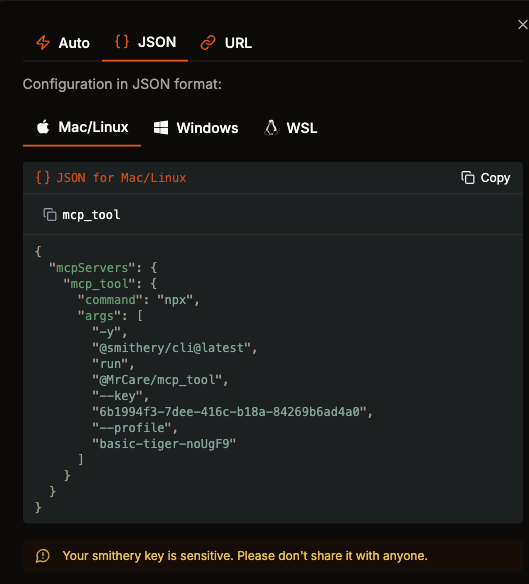 Auto {} JSON URL
Configuration in JSON format:
Mac/Linux Windows WSL
{} JSON for Mac/Linux Copy
mcp_tool
{
  "mcpServers": {
    "mcp_tool": {
      "command": "npx",
      "args": [
        "-y",
        "@smithery/cli@latest",
        "run",
        "@MrCare/mcp_tool",
        "--key",
        "6b1994f3-7dee-416c-b18a-84269b6ad4a0",
        "--profile",
        "basic-tiger-noUgF9"
      ]
    }
  }
}
Your smithery key is sensitive. Please don't share it with anyone.